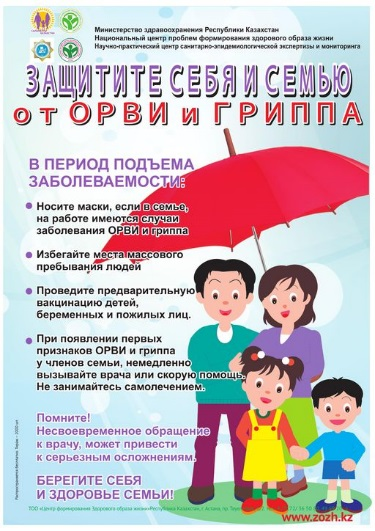 Министерство здравоохранения Республики Казахстан
Национальный центр проблем формирования здорового образа жизни
Научно-практический центр санитарно-эпидемиологической экспертизы и мониторинга
ЗАЩИТИТЕ СЕБЯ И СЕМЬЮ
от ОРВИ и ГРИППА
В ПЕРИОД ПОДЪЕМА
ЗАБОЛЕВАЕМОСТИ:
Носите маски, если в семье,
на работе имеются случаи
заболевания ОРВИ и гриппа
Избегайте места массового
пребывания людей
Проведите предварительную
вакцинацию детей,
беременных и пожилых лиц.
При появлении первых
признаков ОРВИ и гриппа
у членов семьи, немедленно
вызывайте врача или скорую помощь.
Не занимайтесь самолечением.
Помните!
Несвоевременное обращение
к врачу, может привести
к серьезным осложнениям.
БЕРЕГИТЕ СЕБЯ
И ЗДОРОВЬЕ СЕМЬИ!
www.zozh.kz